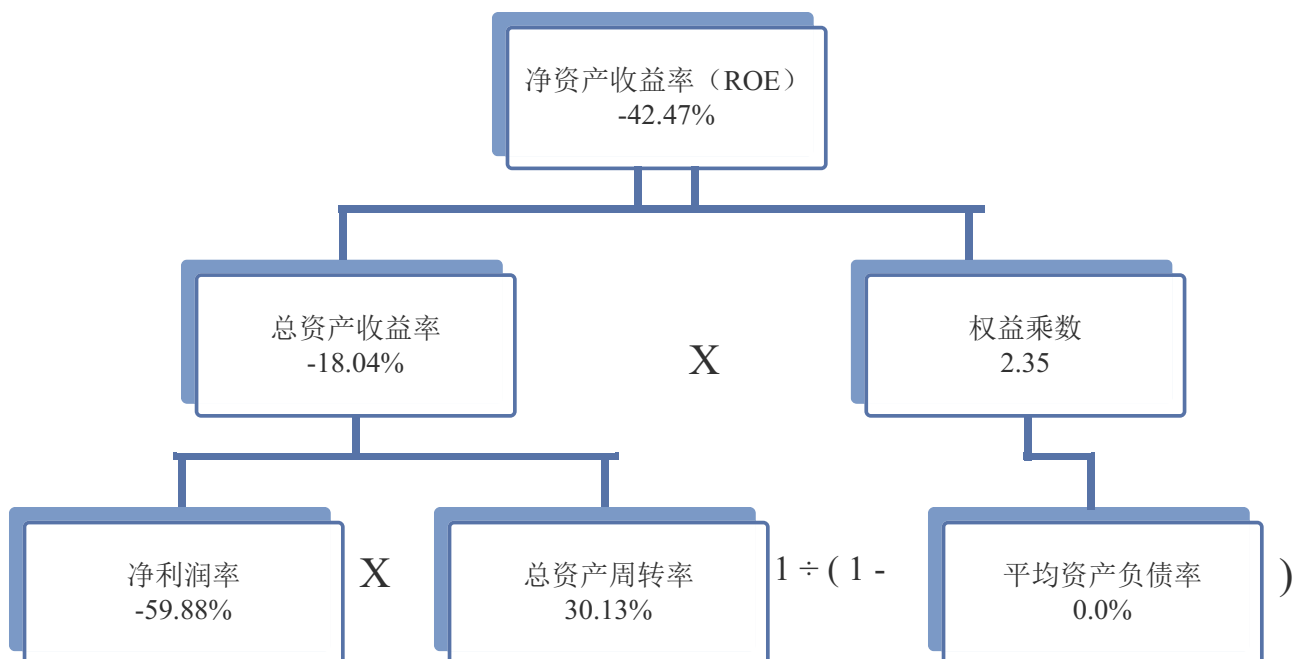 净资产收益率（ROE）
-42.47%
总资产收益率
-18.04%
X
权益乘数
2.35
净利润率
-59.88%
X
总资产周转率
30.13%
1 ÷ ( 1 -
平均资产负债率
0.0%
)